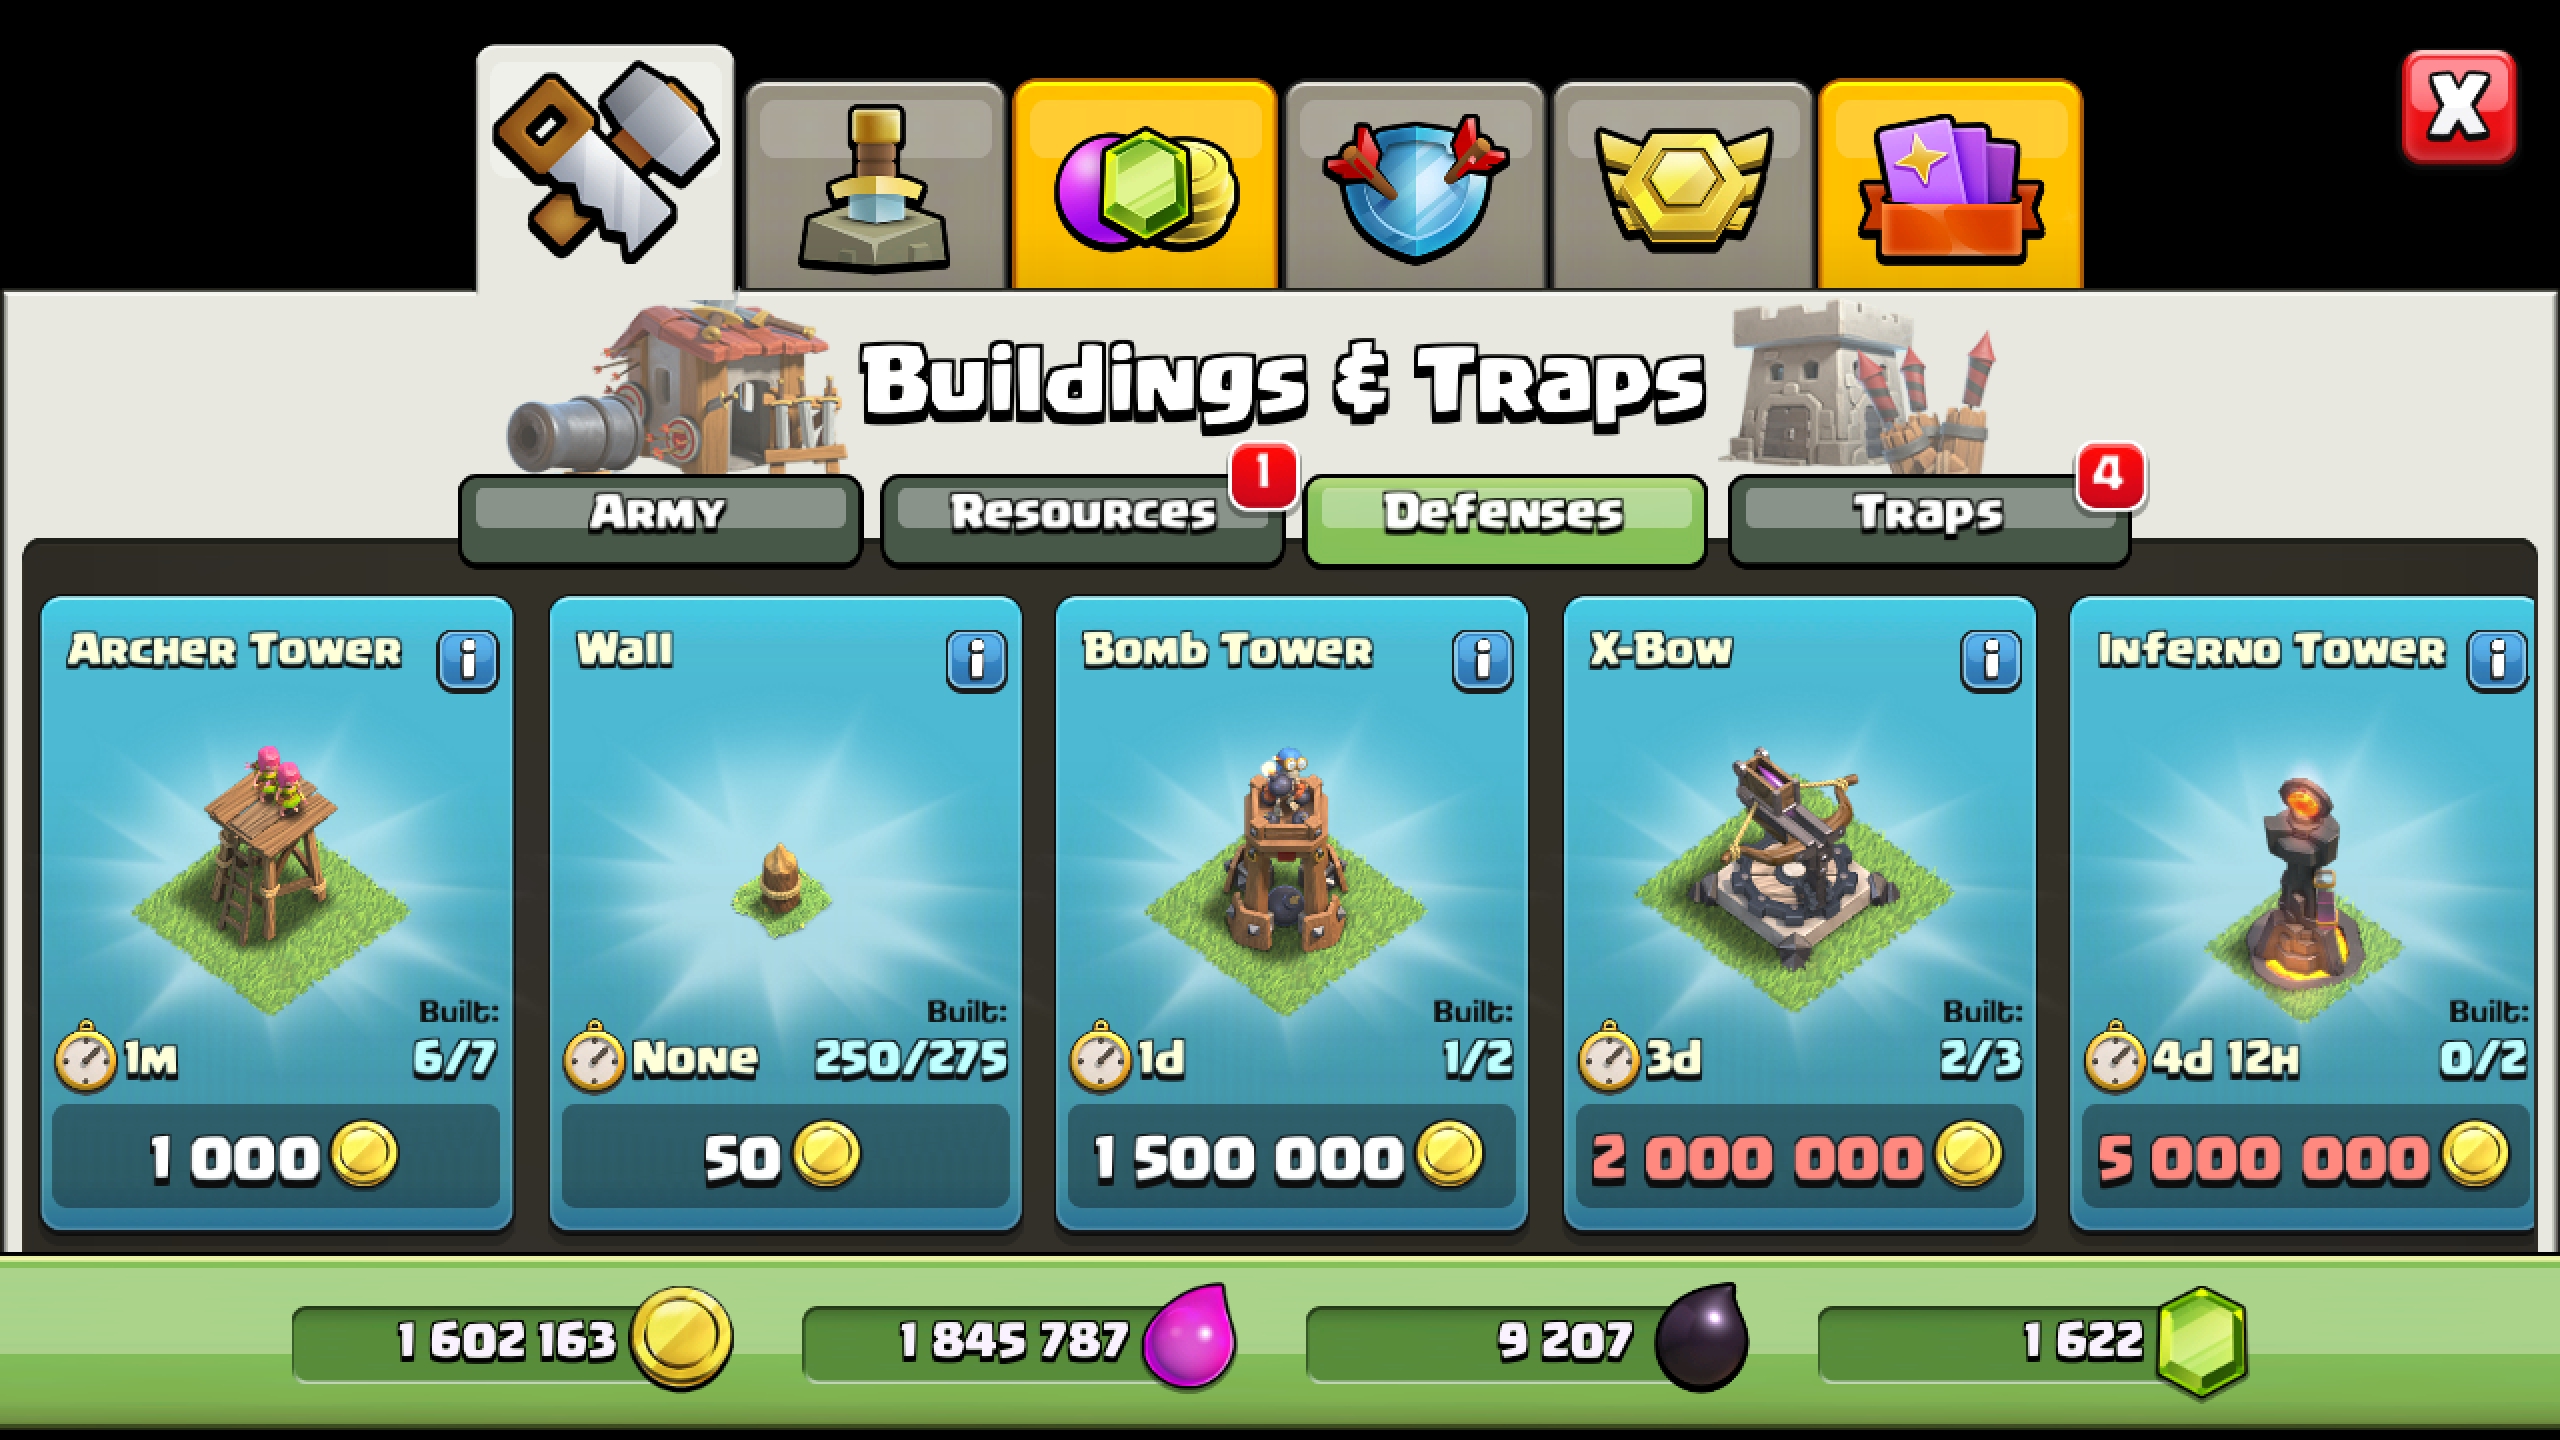 X
Buildings & Traps
Army
Resources
1
Defenses
Traps
4
Archer Tower
i
Wall
i
Bomb Tower
i
X-Bow
i
Inferno Tower
i
Built:
1m
6/7
Built:
None
250/275
Built:
1d
1/2
Built:
3d
2/3
Built:
4d 12h
0/2
1 000
50
1 500 000
2 000 000
5 000 000
1 602 163
1 845 787
9 207
1 622